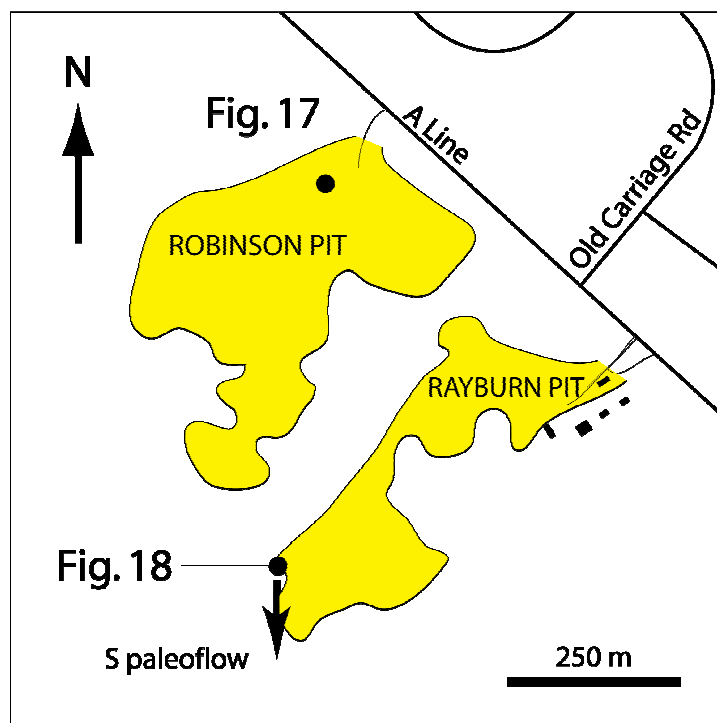 N
Fig. 17
A Line
Old Carriage Rd
ROBINSON PIT
RAYBURN PIT
Fig. 18
S paleoflow
250 m